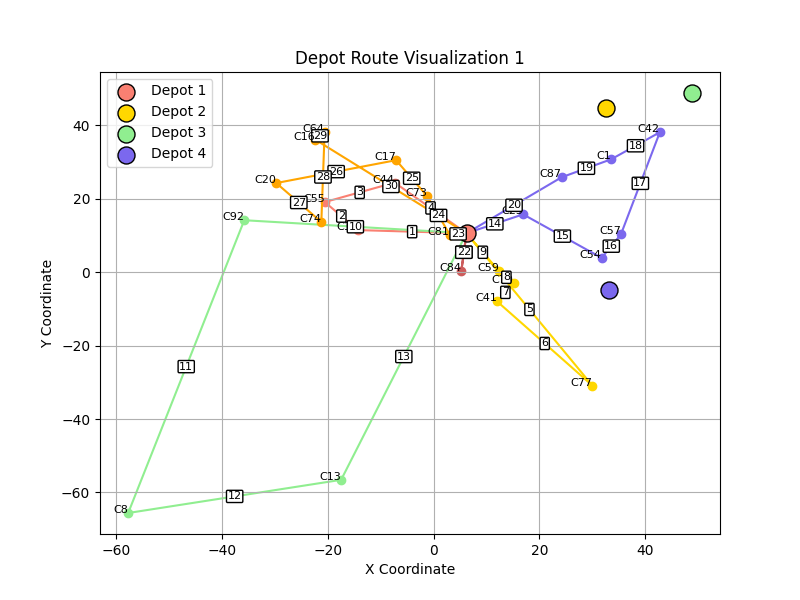 Depot Route Visualization 1
Depot 1
Depot 2
Depot 3
Depot 4
Y Coordinate
40
20
0
−20
−40
−60
C64
C16
29
C17
C20
28
26
25
27
C55
3
C44
30
C73
C74
2
4
24
C92
10
1
C81
23
22
9
C84
C59
8
7
C41
5
6
C77
11
13
12
C13
C8
C42
18
C1
19
C87
17
20
14
15
C57
16
C54
−60
−40
−20
0
20
40
X Coordinate